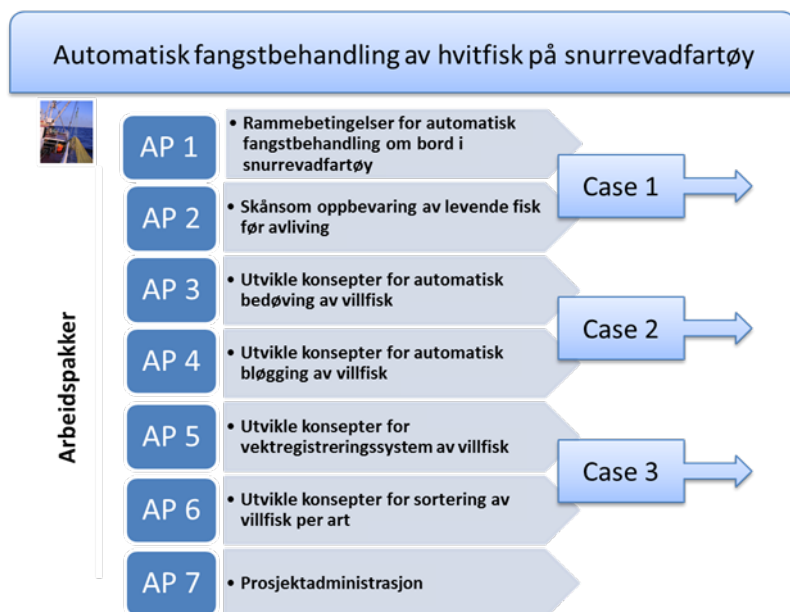 Automatisk fangstbehandling av hvitfisk på snurrevadfartøy
Arbeidspakker
AP 1
• Rammebetingelser for automatisk
fangstbehandling om bord i
snurrevadfartøy
AP 2
• Skånsom oppbevaring av levende fisk
før avliving
Case 1
AP 3
• Utvikle konsepter for automatisk
bedøving av villfisk
AP 4
• Utvikle konsepter for automatisk
bløgging av villfisk
Case 2
AP 5
• Utvikle konsepter for
vektregistreringssystem av villfisk
AP 6
• Utvikle konsepter for sortering av
villfisk per art
Case 3
AP 7
• Prosjektadministrasjon